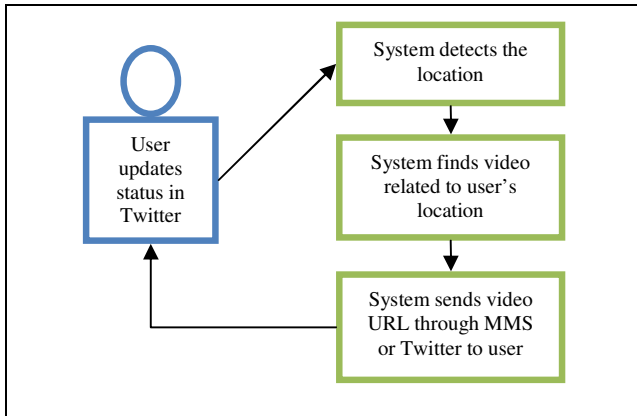 User
updates
status in
Twitter
System detects the
location
System finds video
related to user’s
location
System sends video
URL through MMS
or Twitter to user